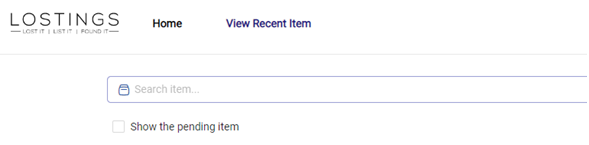 LOSTINGS
LOST IT | LIST IT | FOUND IT
Home
View Recent Item
Search item...
Show the pending item